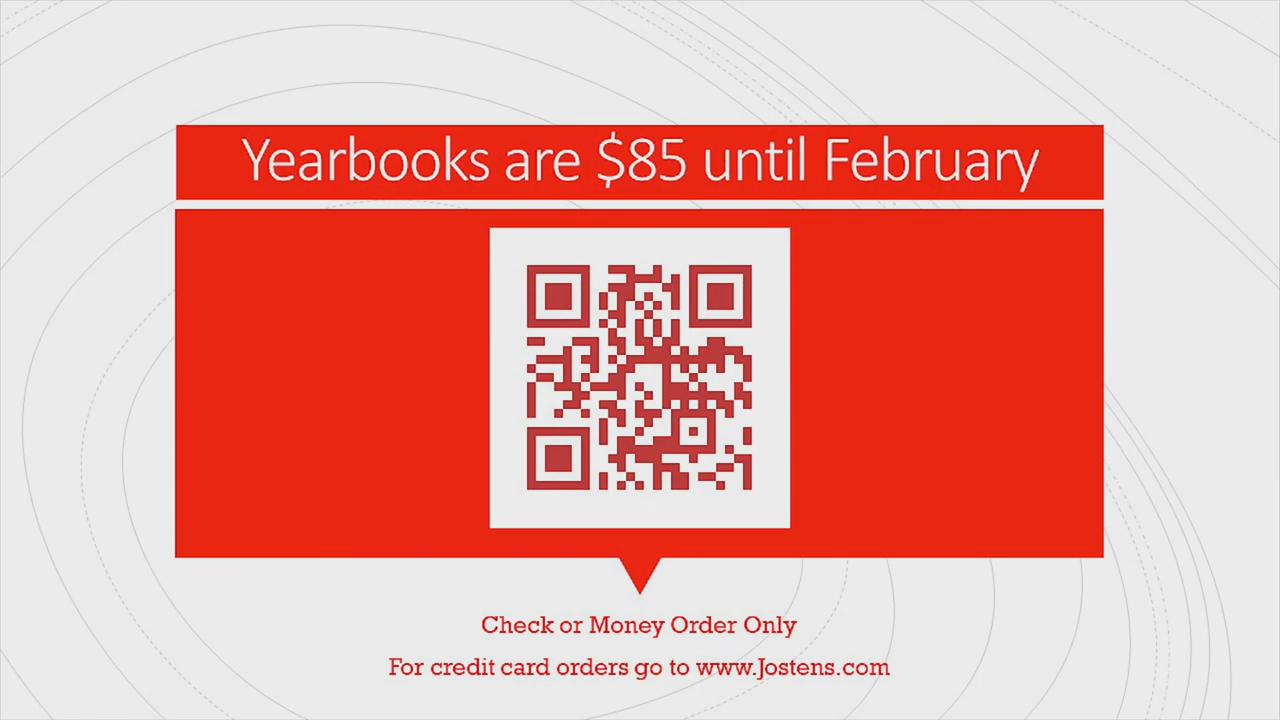 Yearbooks are $85 until February
Check or Money Order Only
For credit card orders go to www.Jostens.com